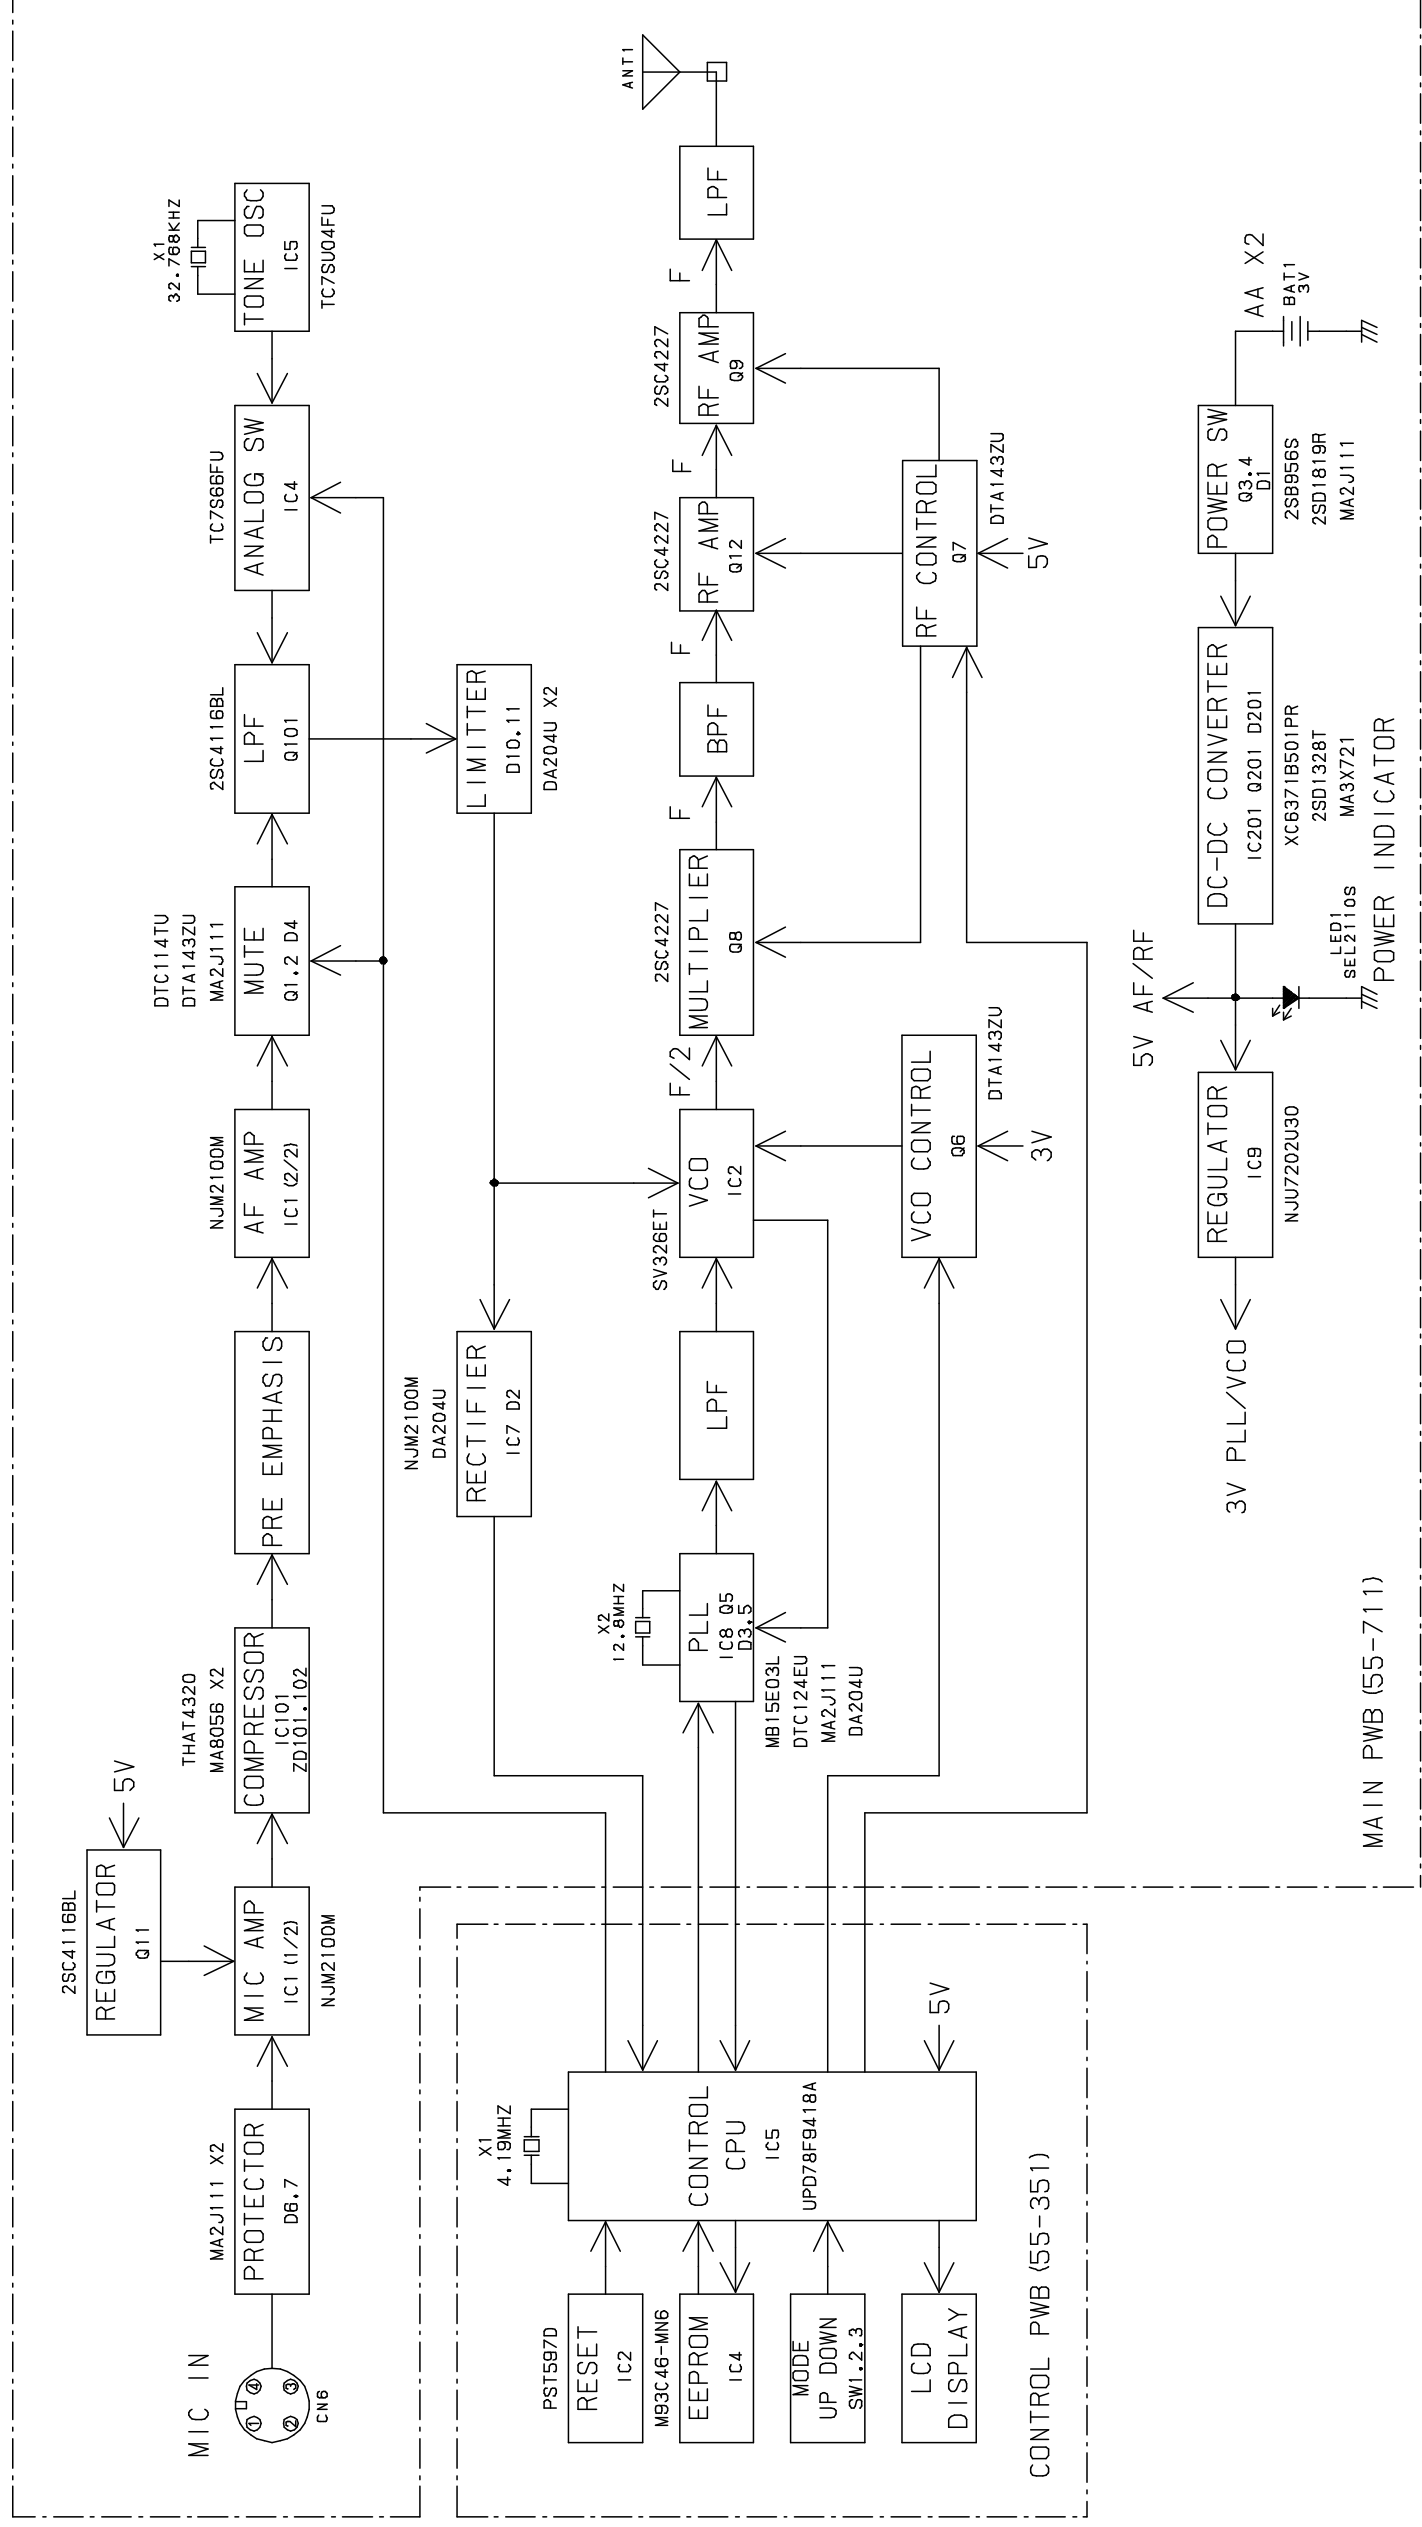 MIC IN
CN6
1
2
3
4
MA2J111 X2
PROTECTOR
D6.7
2SC4116BL
REGULATOR
Q11
5V
MIC AMP
IC1(1/2)
NJM2100M
THAT4320
MA8056 X2
COMPRESSOR
IC101
ZD101.102
PRE EMPHASIS
NJM2100M
AF AMP
IC1(2/2)
DTC114TU
DTA143ZU
MA2J111
MUTE
Q1.2 D4
2SC4116BL
LPF
Q101
TC7S66FU
ANALOG SW
IC4
X1
32.768KHZ
TONE OSC
IC5
TC7SU04FU
NJM2100M
DA204U
RECTIFIER
IC7 D2
LIMITTER
D10.11
DA204U X2
X2
12.8MHZ
PLL
IC8 Q5
D3.5
MB15E03L
DTC124EU
MA2J111
DA204U
LPF
SV326ET
VCO
IC2
F/2
2SC4227
MULTIPLIER
Q8
F
BPF
F
2SC4227
RF AMP
Q12
F
2SC4227
RF AMP
Q9
F
LPF
ANT1
VCO CONTROL
Q6
DTA143ZU
3V
RF CONTROL
Q7
DTA143ZU
5V
PST597D
RESET
IC2
M93C46-MN6
EEPROM
IC4
MODE
UP DOWN
SW1.2.3
LCD
DISPLAY
X1
4.19MHZ
CONTROL
CPU
IC5
UPD78F9418A
5V
CONTROL PWB (55-351)
3V PLL/VCO
REGULATOR
IC9
NJU7202U30
5V AF/RF
LED1
SEL2110S
POWER INDICATOR
DC-DC CONVERTER
IC201 Q201 D201
XC6371B501PR
2SD1328T
MA3X721
POWER SW
Q3.4
D1
2SB956S
2SD1819R
MA2J111
AA X2
BAT1
3V
MAIN PWB (55-711)